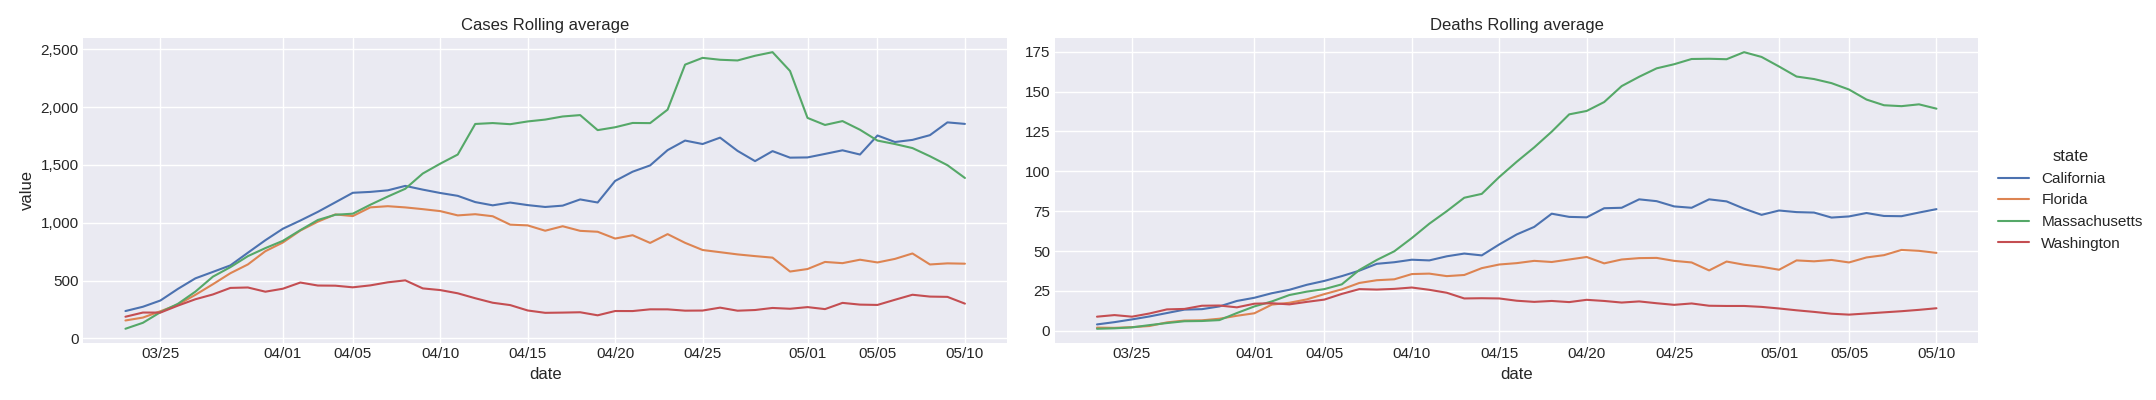 Cases Rolling average
value
2,500
2,000
1,500
1,000
500
0
03/25 04/01 04/05 04/10 04/15 04/20 04/25 05/01 05/05 05/10
date
Deaths Rolling average
175
150
125
100
75
50
25
0
03/25 04/01 04/05 04/10 04/15 04/20 04/25 05/01 05/05 05/10
date
state
California
Florida
Massachusetts
Washington